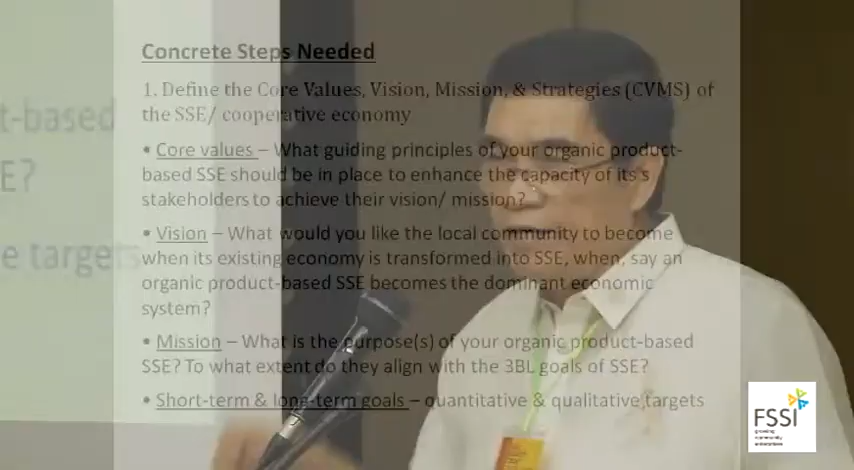 Concrete Steps Needed
1. Define the Core Values, Vision, Mission, & Strategies (CVMS) of
the SSE/ cooperative economy
• Core values – What guiding principles of your organic product-
based SSE should be in place to enhance the capacity of its's
stakeholders to achieve their vision/ mission?
• Vision – What would you like the local community to become
when its existing economy is transformed into SSE, when, say an
organic product-based SSE becomes the dominant economic
system?
• Mission – What is the purpose(s) of your organic product-based
SSE? To what extent do they align with the 3BL goals of SSE?
• Short-term & long-term goals – quantitative & qualitative targets
t-based
E?
e targets
FSSI
growing
community
enterprises